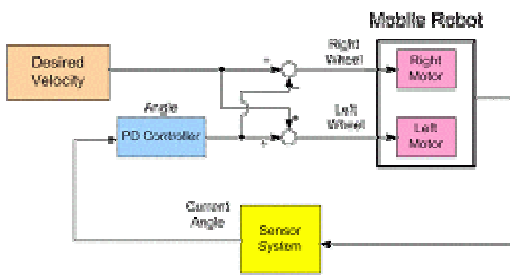 Mobile Robot
Desired
Velocity
Right
Wheel
Right
Motor
Angle
PD Controller
Left
Wheel
Left
Motor
Current
Angle
Sensor
System